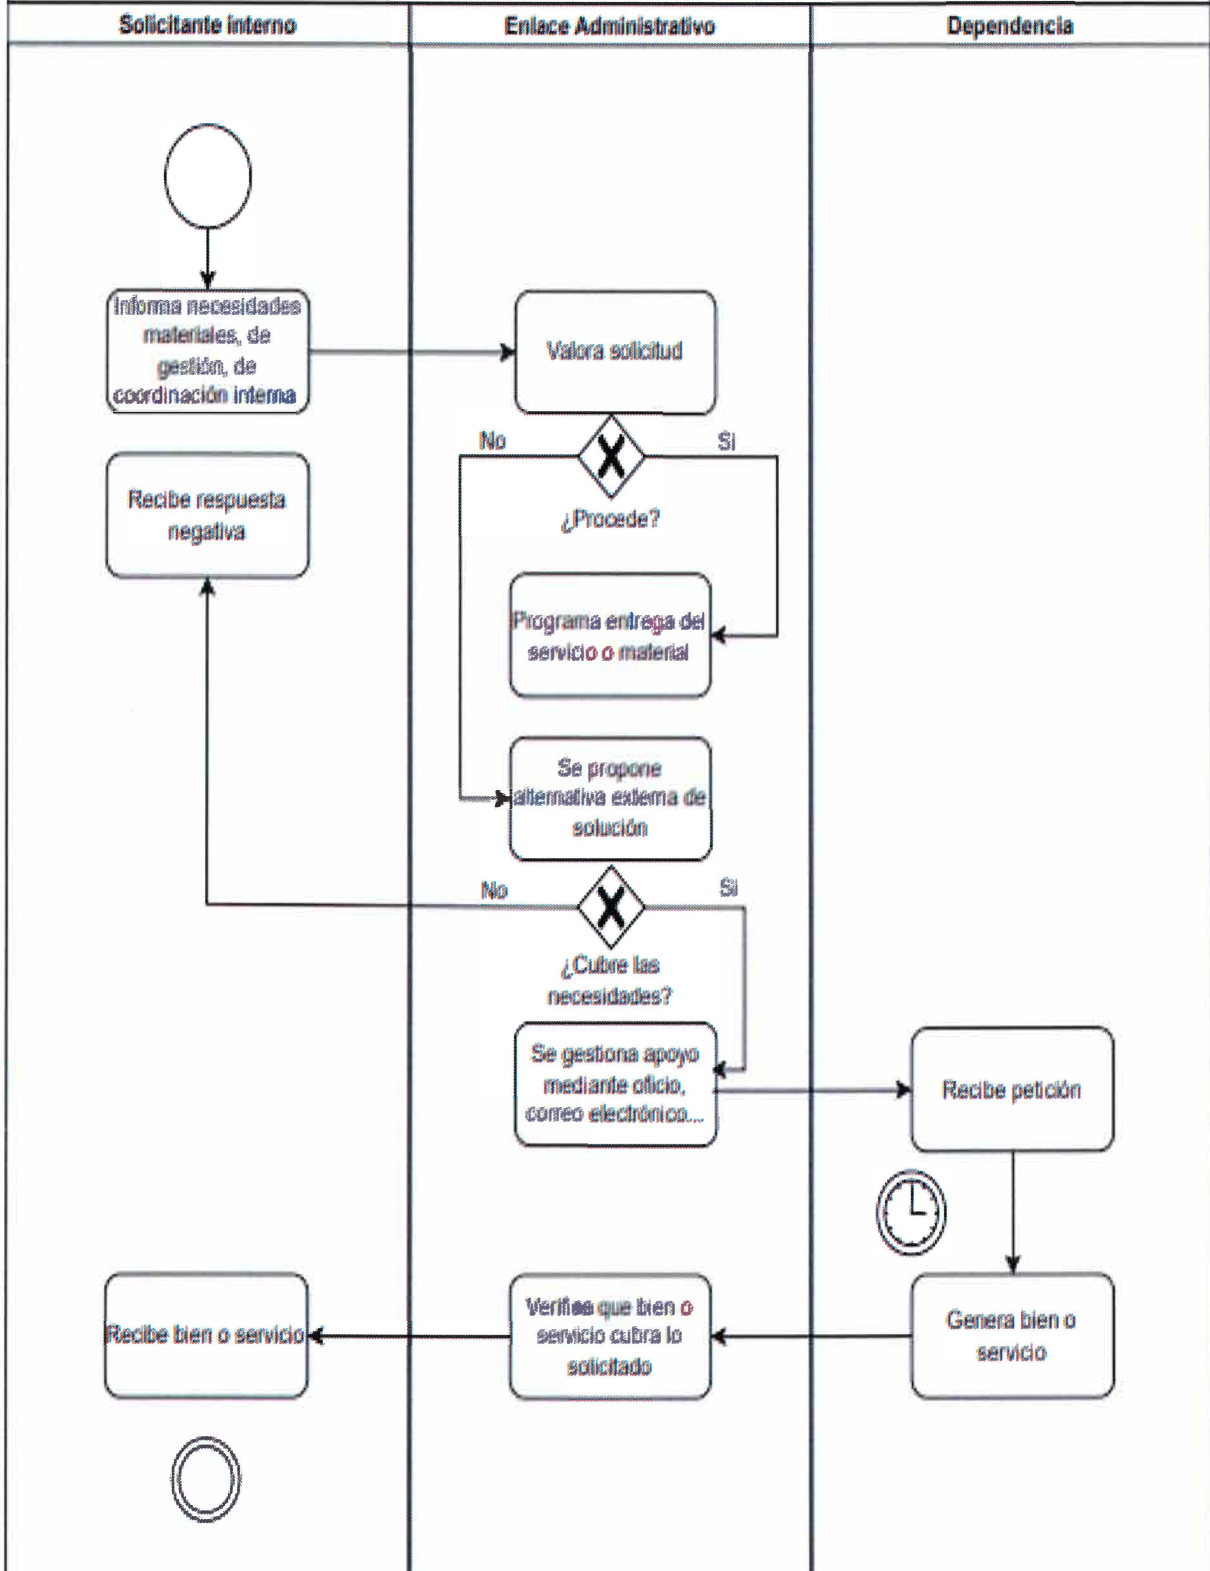 Solicitante interno
Enlace Administrativo
Dependencia
Informa necesidades
materiales, de
gestión, de
coordinación interna
Valora solicitud
No
Si
¿Procede?
Recibe respuesta
negativa
Programa entrega del
servicio o material
Se propone
alternativa externa de
solución
No
Si
¿Cubre las
necesidades?
Se gestiona apoyo
mediante oficio,
correo electrónico....
Recibe petición
Genera bien o
servicio
Verifica que bien o
servicio cubra lo
solicitado
Recibe bien o servicio